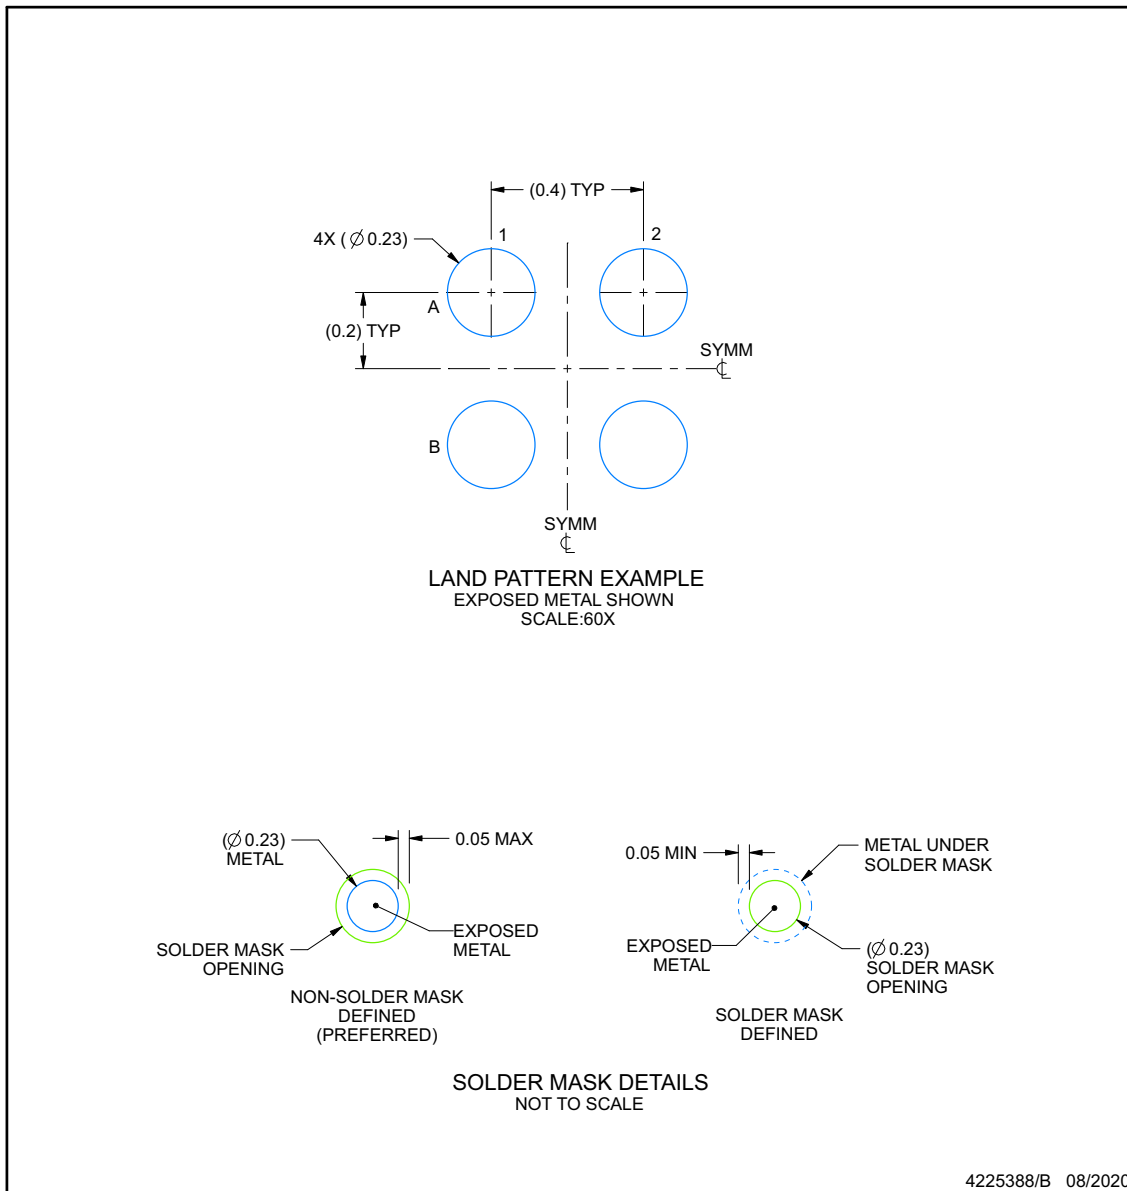 (0.4) TYP
1
2
4X ( ∅ 0.23)
A
(0.2) TYP
SYMM
℄
B
SYMM
℄
LAND PATTERN EXAMPLE
EXPOSED METAL SHOWN
SCALE:60X
(∅ 0.23)
METAL
0.05 MAX
SOLDER MASK
OPENING
EXPOSED
METAL
NON-SOLDER MASK
DEFINED
(PREFERRED)
0.05 MIN
METAL UNDER
SOLDER MASK
EXPOSED
METAL
(∅ 0.23)
SOLDER MASK
OPENING
SOLDER MASK
DEFINED
SOLDER MASK DETAILS
NOT TO SCALE
4225388/B 08/2020